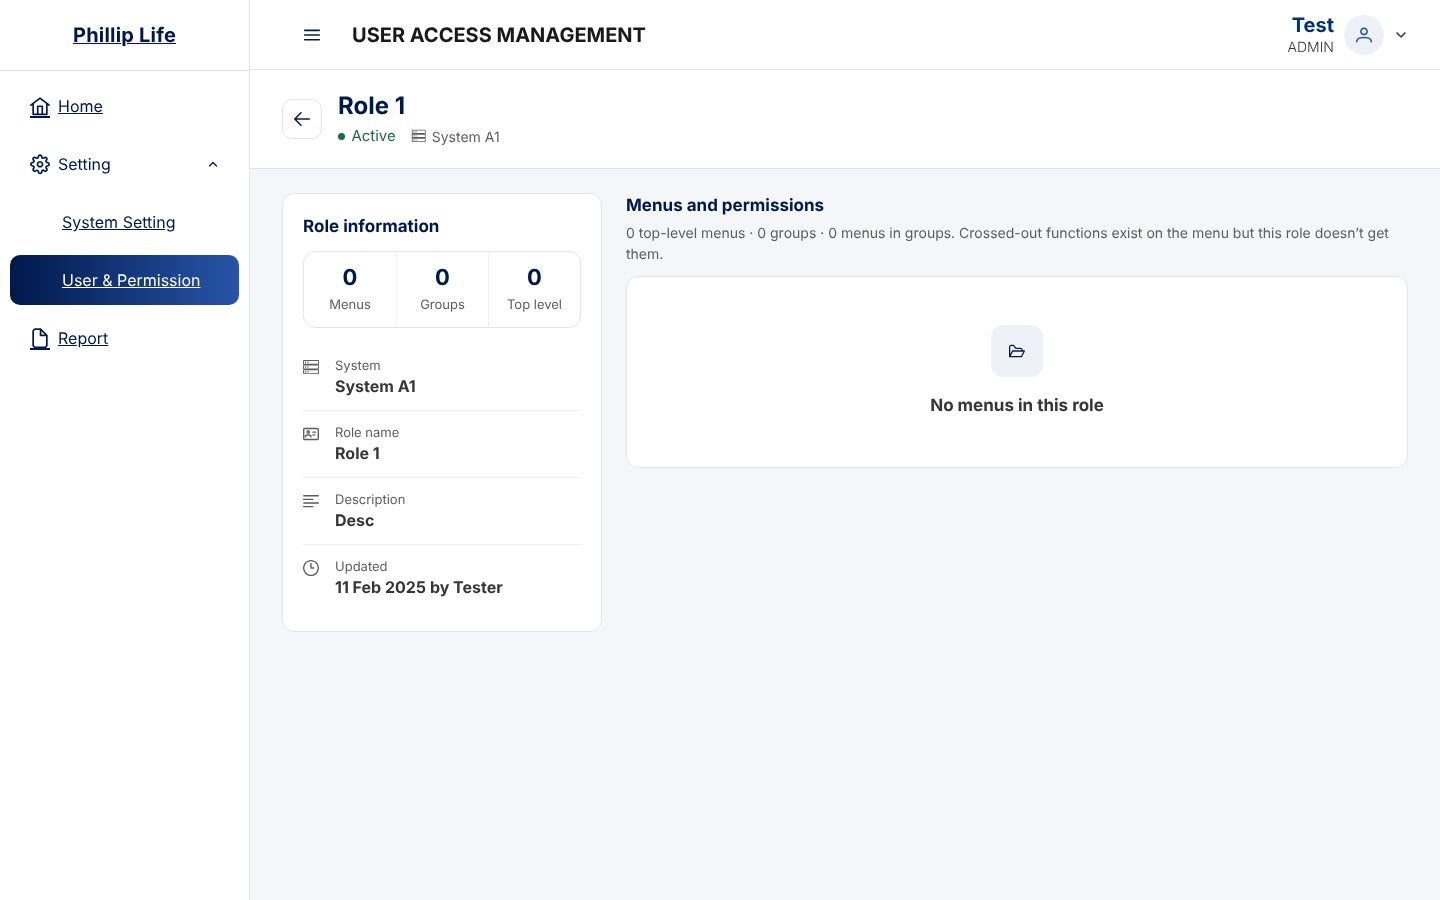 Phillip Life
USER ACCESS MANAGEMENT
Test
ADMIN
Home
Setting
System Setting
User & Permission
Report
Role 1
Active
System A1
Role information
0
Menus
0
Groups
0
Top level
System
System A1
Role name
Role 1
Description
Desc
Updated
11 Feb 2025 by Tester
Menus and permissions
0 top-level menus · 0 groups · 0 menus in groups. Crossed-out functions exist on the menu but this role doesn’t get
them.
No menus in this role